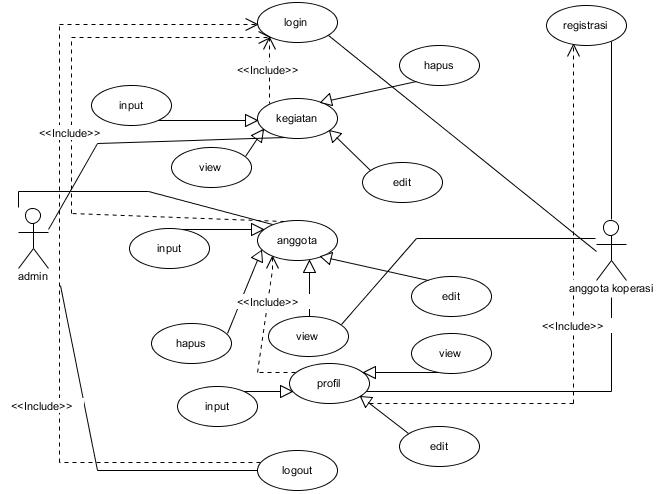 login
registrasi
<<Include>>
hapus
input
kegiatan
<<Include>>
view
edit
input
anggota
admin
anggota koperasi
edit
<<Include>>
<<Include>>
hapus
view
view
profil
input
<<Include>>
edit
logout